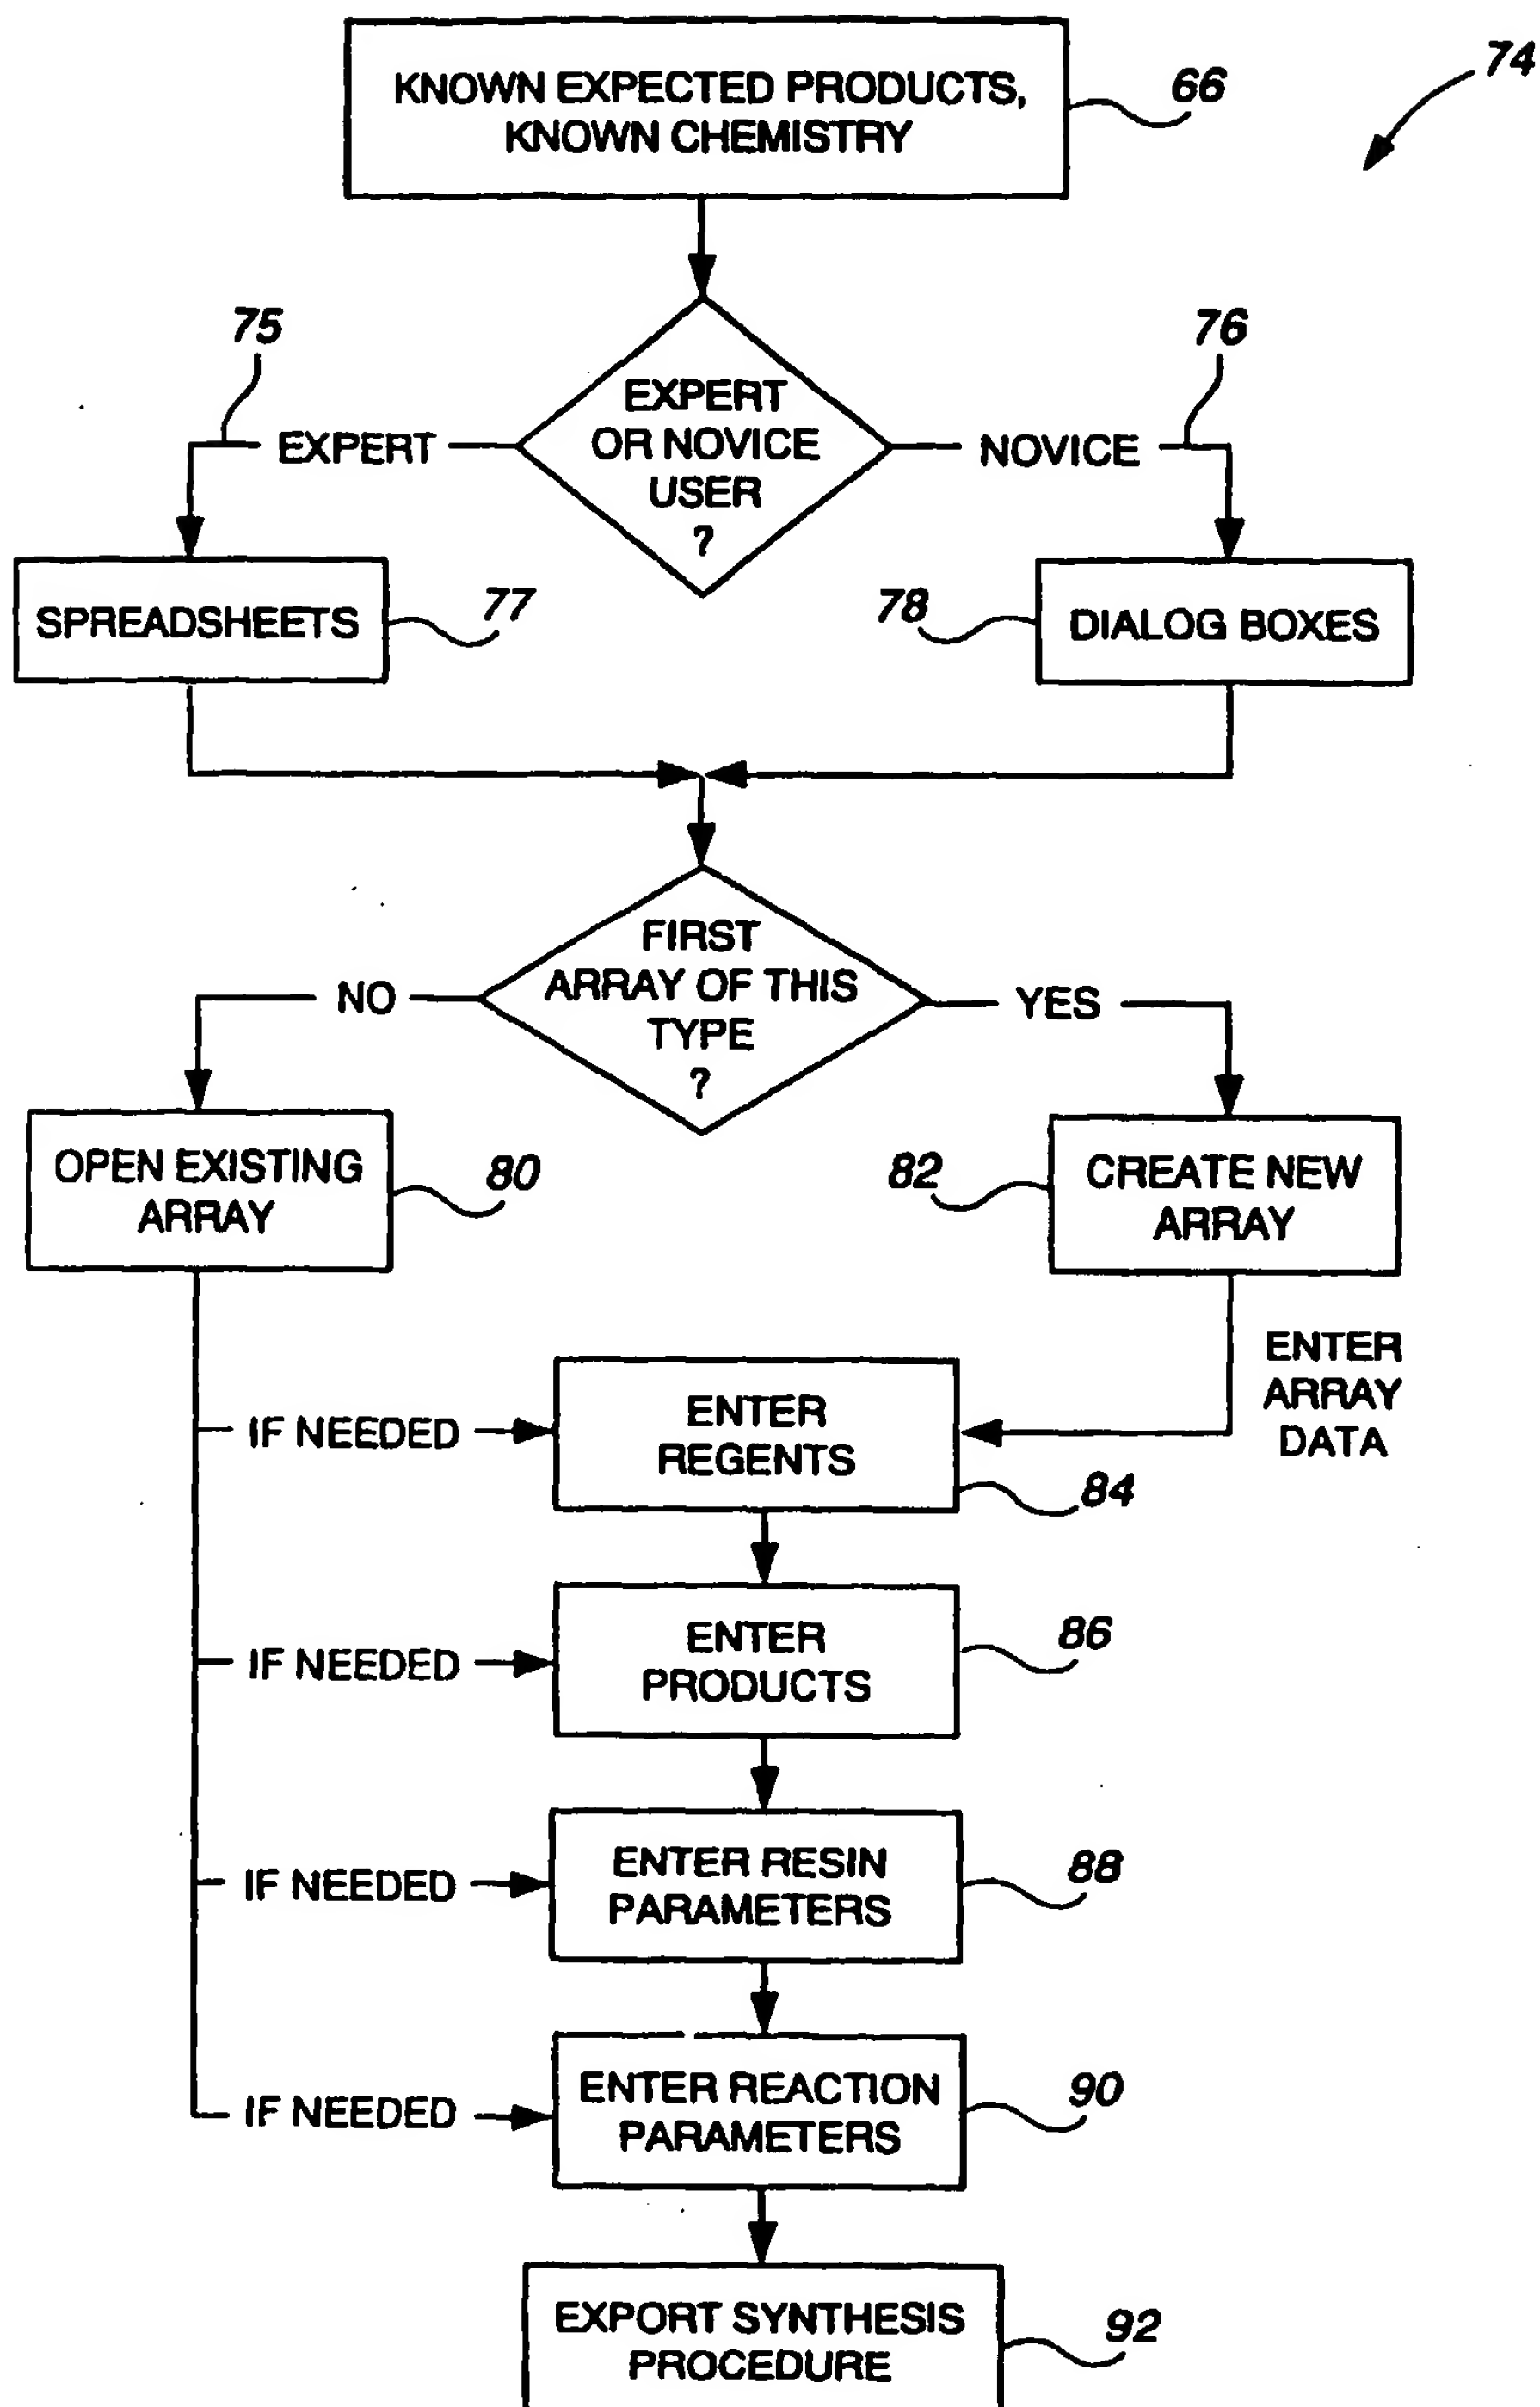 KNOWN EXPECTED PRODUCTS,
KNOWN CHEMISTRY
66
74
75
76
EXPERT
OR NOVICE
USER
?
EXPERT
NOVICE
SPREADSHEETS
77
78
DIALOG BOXES
FIRST
ARRAY OF THIS
TYPE
?
NO
YES
OPEN EXISTING
ARRAY
80
82
CREATE NEW
ARRAY
ENTER
ARRAY
DATA
IF NEEDED
ENTER
REGENTS
84
IF NEEDED
ENTER
PRODUCTS
86
IF NEEDED
ENTER RESIN
PARAMETERS
88
IF NEEDED
ENTER REACTION
PARAMETERS
90
EXPORT SYNTHESIS
PROCEDURE
92